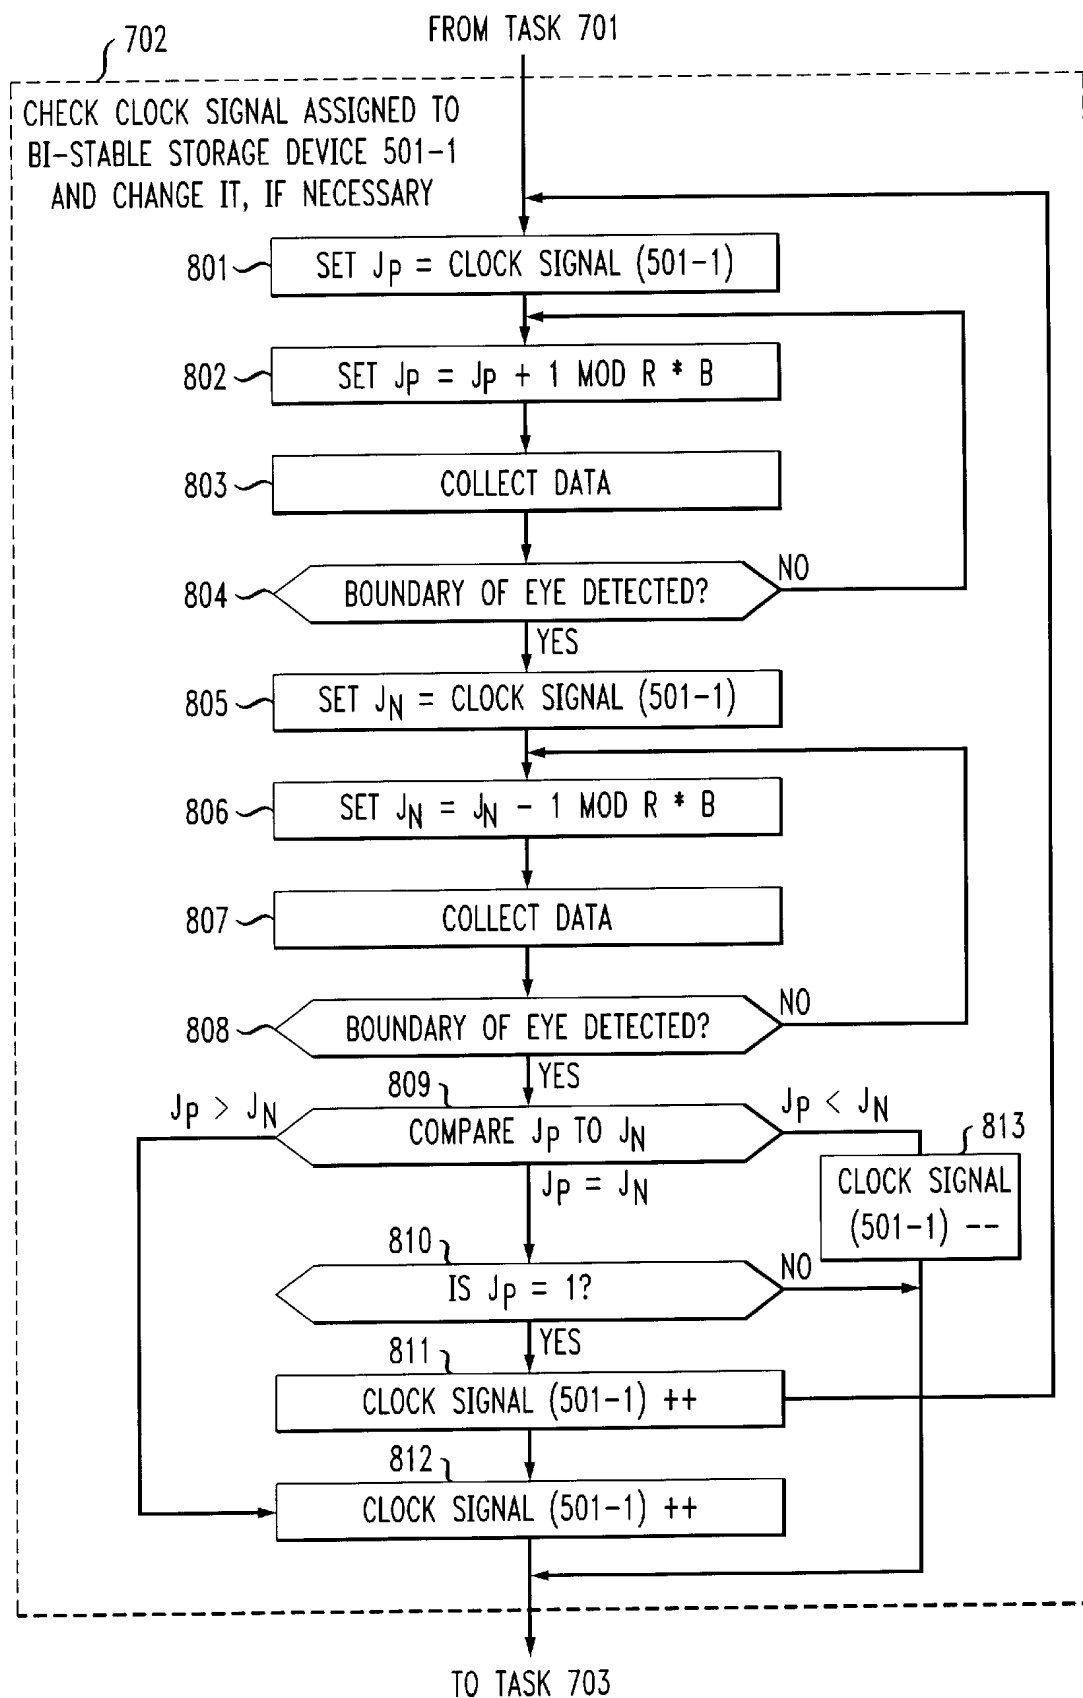 702
FROM TASK 701
CHECK CLOCK SIGNAL ASSIGNED TO
BI-STABLE STORAGE DEVICE 501-1
AND CHANGE IT, IF NECESSARY
801
SET JP = CLOCK SIGNAL (501-1)
802
SET JP = JP + 1 MOD R * B
803
COLLECT DATA
804
BOUNDARY OF EYE DETECTED?
NO
YES
805
SET JN = CLOCK SIGNAL (501-1)
806
SET JN = JN - 1 MOD R * B
807
COLLECT DATA
808
BOUNDARY OF EYE DETECTED?
NO
YES
809
JP > JN
COMPARE JP TO JN
JP < JN
JP = JN
813
CLOCK SIGNAL
(501-1) --
810
IS JP = 1?
NO
YES
811
CLOCK SIGNAL (501-1) ++
812
CLOCK SIGNAL (501-1) ++
TO TASK 703